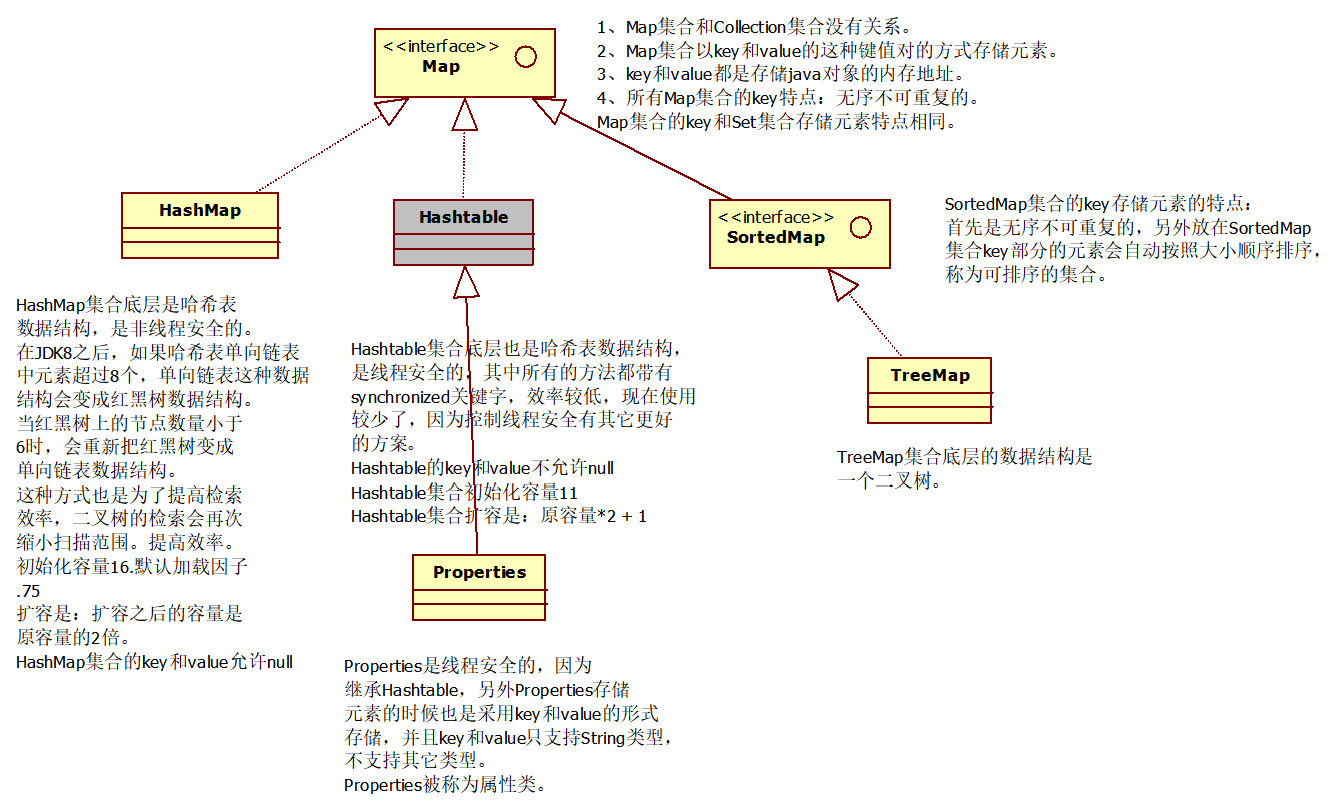 <<interface>>
Map
1、Map集合和Collection集合没有关系。
2、Map集合以key和value的这种键值对的方式存储元素。
3、key和value都是存储java对象的内存地址。
4、所有Map集合的key特点：无序不可重复的。
Map集合的key和Set集合存储元素特点相同。
HashMap
Hashtable
<<interface>>
SortedMap
SortedMap集合的key存储元素的特点：
首先是无序不可重复的，另外放在SortedMap
集合key部分的元素会自动按照大小顺序排序，
称为可排序的集合。
HashMap集合底层是哈希表
数据结构，是非线程安全的。
在JDK8之后，如果哈希表单向链表
中元素超过8个，单向链表这种数据
结构会变成红黑树数据结构。
当红黑树上的节点数量小于
6时，会重新把红黑树变成
单向链表数据结构。
这种方式也是为了提高检索
效率，二叉树的检索会再次
缩小扫描范围。提高效率。
初始化容量16.默认加载因子
.75
扩容是：扩容之后的容量是
原容量的2倍。
HashMap集合的key和value允许null
Hashtable集合底层也是哈希表数据结构，
是线程安全的，其中所有的方法都带有
synchronized关键字，效率较低，现在使用
较少了，因为控制线程安全有其它更好
的方案。
Hashtable的key和value不允许null
Hashtable集合初始化容量11
Hashtable集合扩容是：原容量*2 + 1
TreeMap
TreeMap集合底层的数据结构是
一个二叉树。
Properties
Properties是线程安全的，因为
继承Hashtable，另外Properties存储
元素的时候也是采用key和value的形式
存储，并且key和value只支持String类型，
不支持其它类型。
Properties被称为属性类。